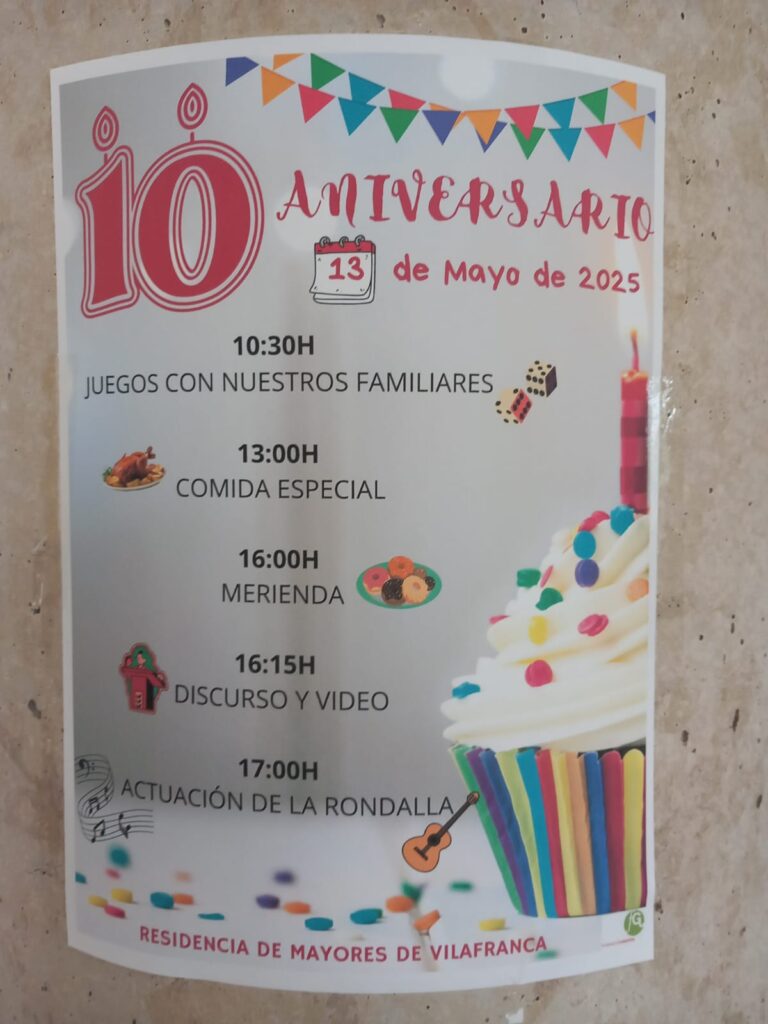 10 ANIVERSARIO
13 de Mayo de 2025
10:30H
JUEGOS CON NUESTROS FAMILIARES
13:00H
COMIDA ESPECIAL
16:00H
MERIENDA
16:15H
DISCURSO Y VIDEO
17:00H
ACTUACIÓN DE LA RONDALLA
RESIDENCIA DE MAYORES DE VILAFRANCA